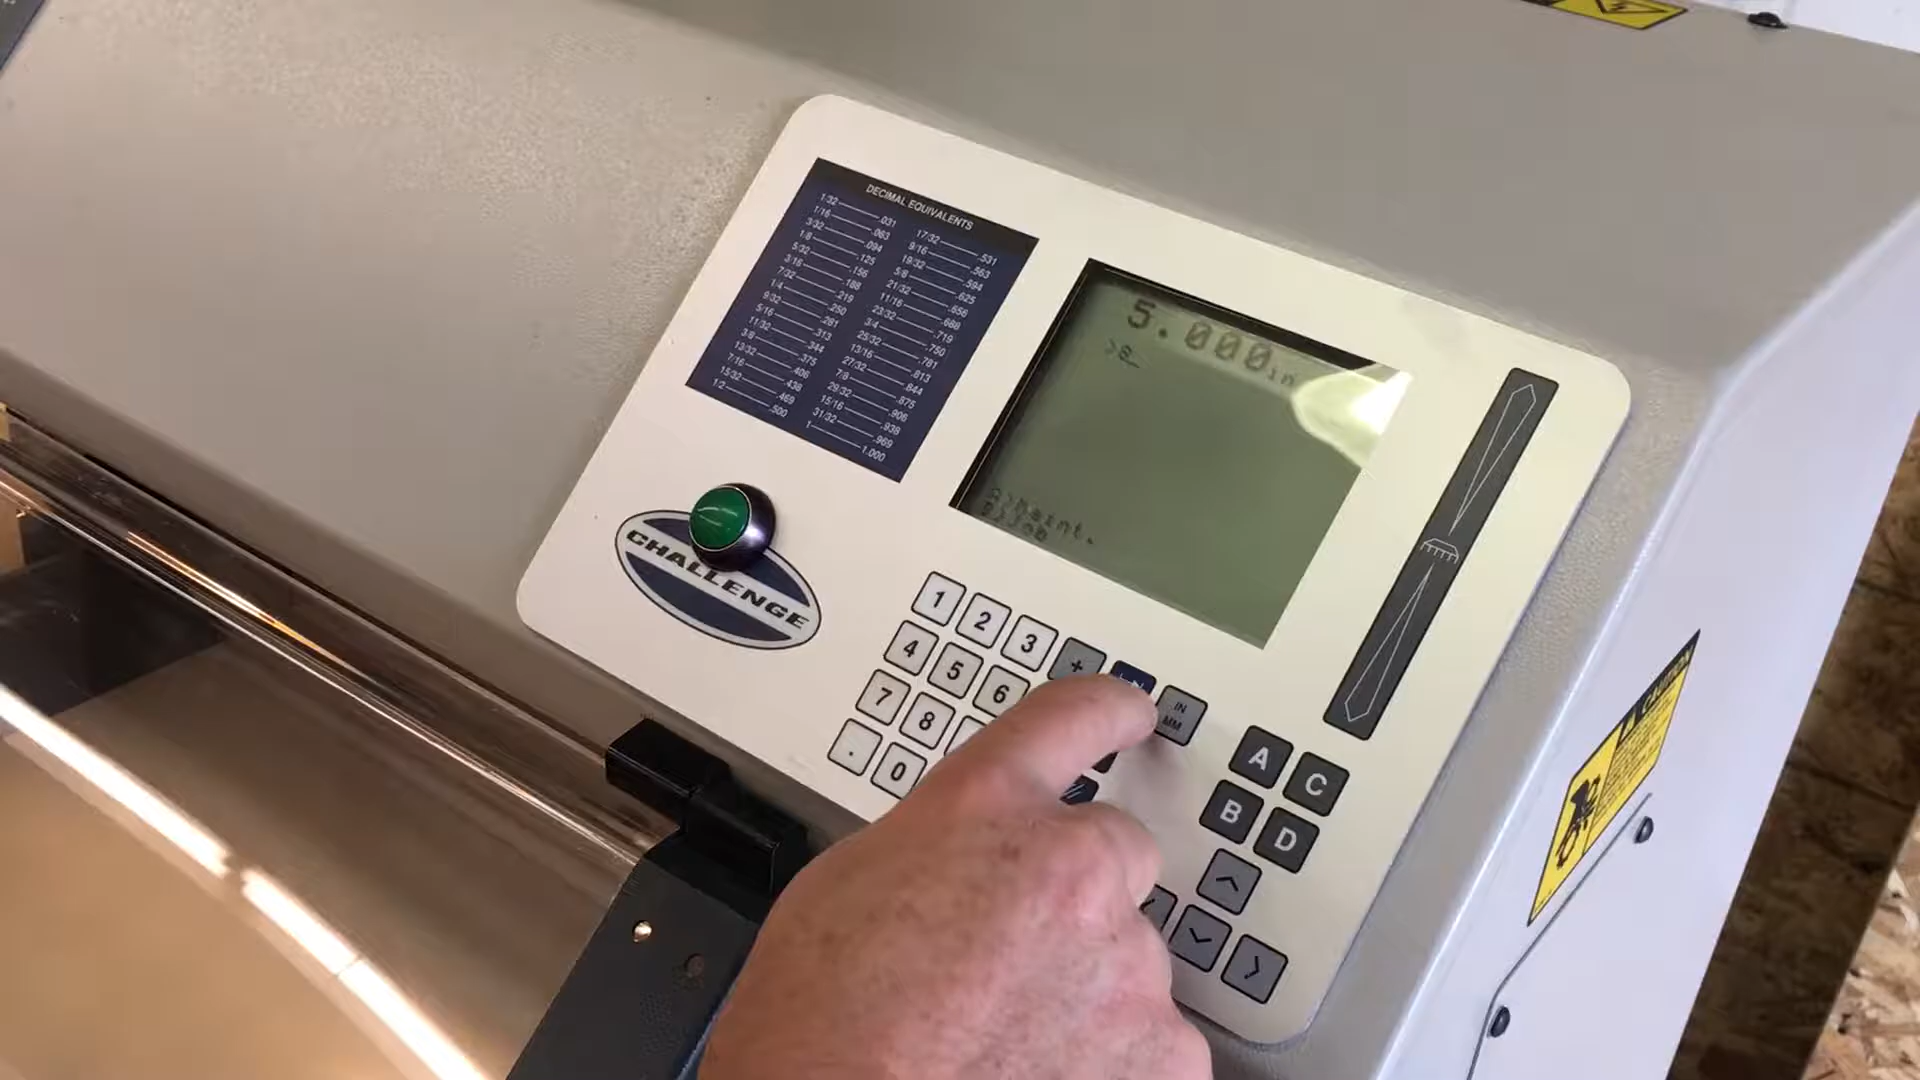 DECIMAL EQUIVALENTS
1/32 .031
1/16 .063
3/32 .094
1/8 .125
5/32 .156
3/16 .188
7/32 .219
1/4 .250
9/32 .281
5/16 .313
11/32 .344
3/8 .375
13/32 .406
7/16 .438
15/32 .469
1/2 .500
17/32 .531
9/16 .563
19/32 .594
5/8 .625
21/32 .656
11/16 .688
23/32 .719
3/4 .750
25/32 .781
13/16 .813
27/32 .844
7/8 .875
29/32 .906
15/16 .938
31/32 .969
1 1.000
5.000in
>8_
A>Maint.
B>Job
CHALLENGE
1 2 3 +
4 5 6
7 8
. 0
IN
MM
A C
B D
CAUTION